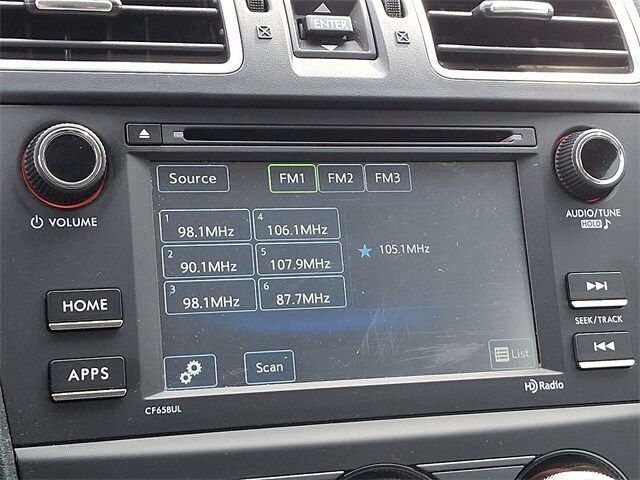 ENTER
Source
FM1 FM2 FM3
VOLUME
AUDIO/TUNE
HOLD
1 98.1MHz
4 106.1MHz
2 90.1MHz
5 107.9MHz
3 98.1MHz
6 87.7MHz
105.1MHz
HOME
APPS
SEEK/TRACK
Scan
List
HD Radio
CF658UL